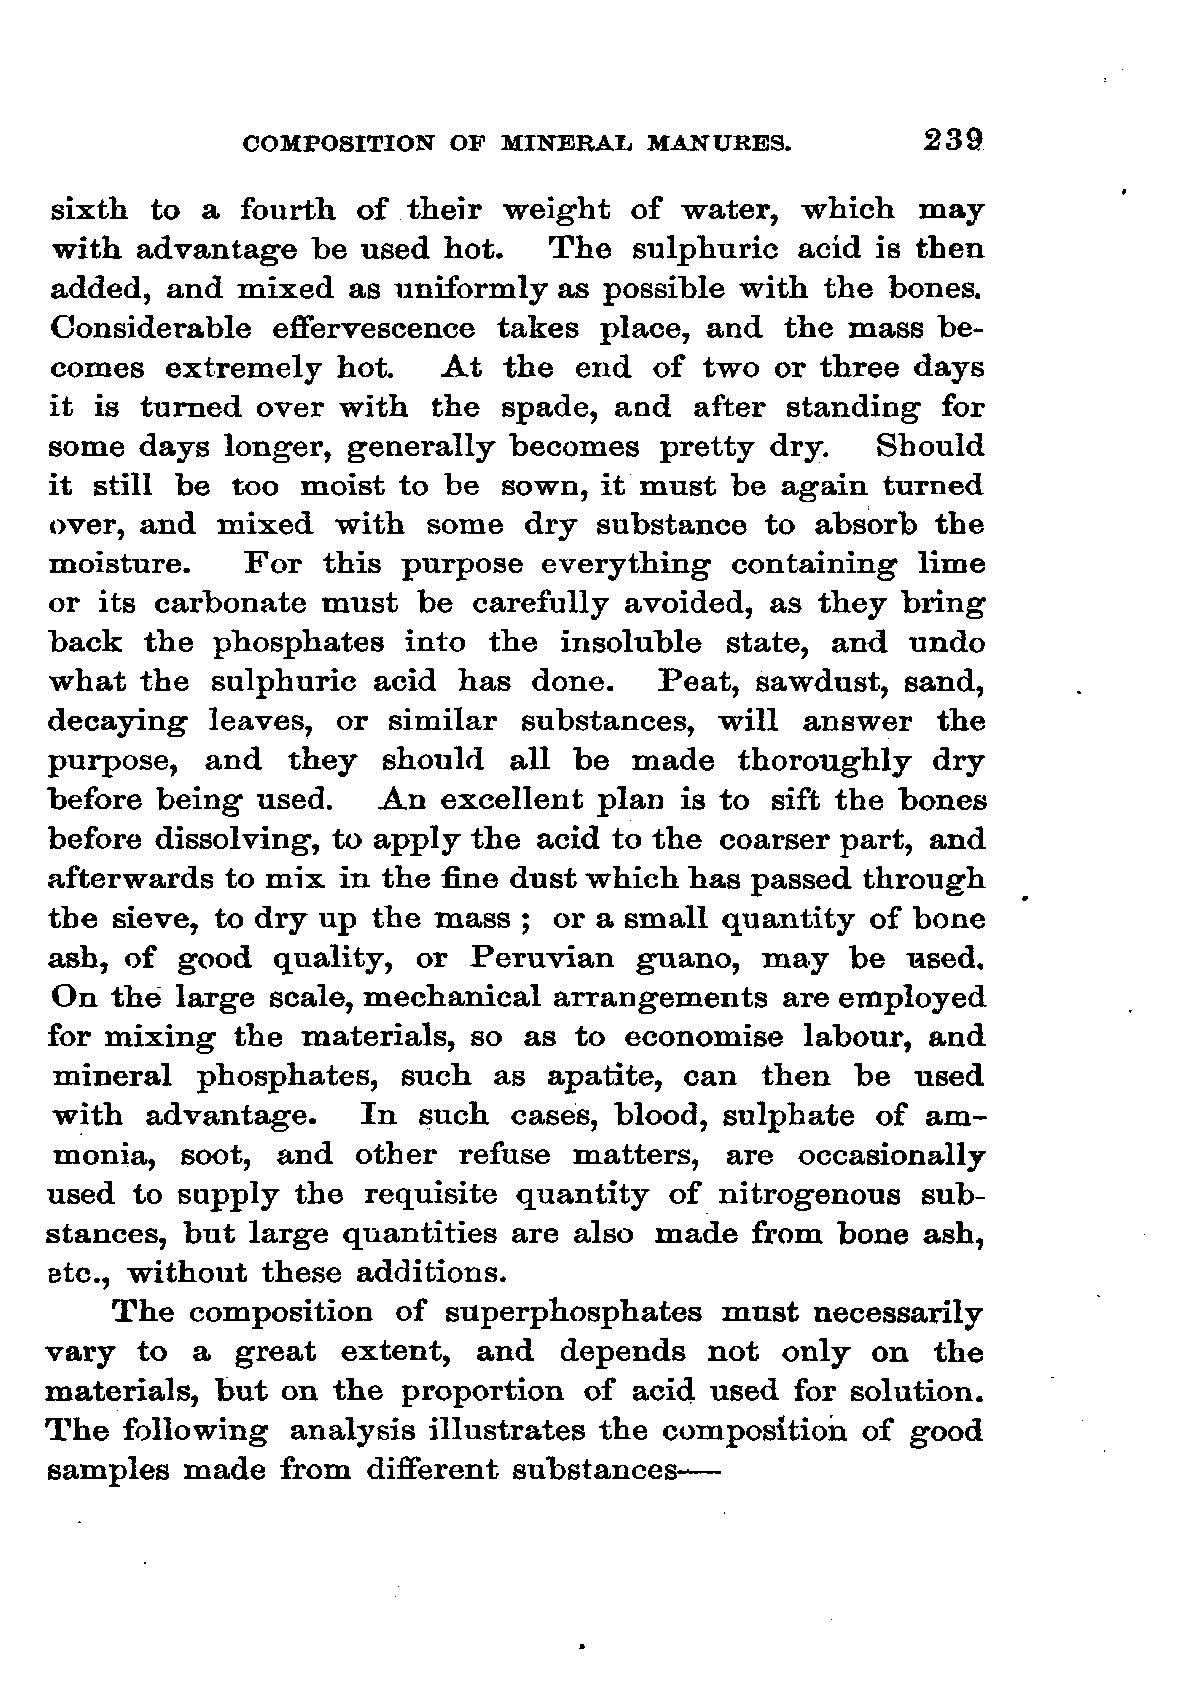 COMPOSITION OF MINERAL MANURES. 239
sixth to a fourth of their weight of water, which may
with advantage be used hot. The sulphuric acid is then
added, and mixed as uniformly as possible with the bones.
Considerable effervescence takes place, and the mass be-
comes extremely hot. At the end of two or three days
it is turned over with the spade, and after standing for
some days longer, generally becomes pretty dry. Should
it still be too moist to be sown, it must be again turned
over, and mixed with some dry substance to absorb the
moisture. For this purpose everything containing lime
or its carbonate must be carefully avoided, as they bring
back the phosphates into the insoluble state, and undo
what the sulphuric acid has done. Peat, sawdust, sand,
decaying leaves, or similar substances, will answer the
purpose, and they should all be made thoroughly dry
before being used. An excellent plan is to sift the bones
before dissolving, to apply the acid to the coarser part, and
afterwards to mix in the fine dust which has passed through
the sieve, to dry up the mass ; or a small quantity of bone
ash, of good quality, or Peruvian guano, may be used.
On the large scale, mechanical arrangements are employed
for mixing the materials, so as to economise labour, and
mineral phosphates, such as apatite, can then be used
with advantage. In such cases, blood, sulphate of am-
monia, soot, and other refuse matters, are occasionally
used to supply the requisite quantity of nitrogenous sub-
stances, but large quantities are also made from bone ash,
etc., without these additions.
The composition of superphosphates must necessarily
vary to a great extent, and depends not only on the
materials, but on the proportion of acid used for solution.
The following analysis illustrates the composition of good
samples made from different substances—